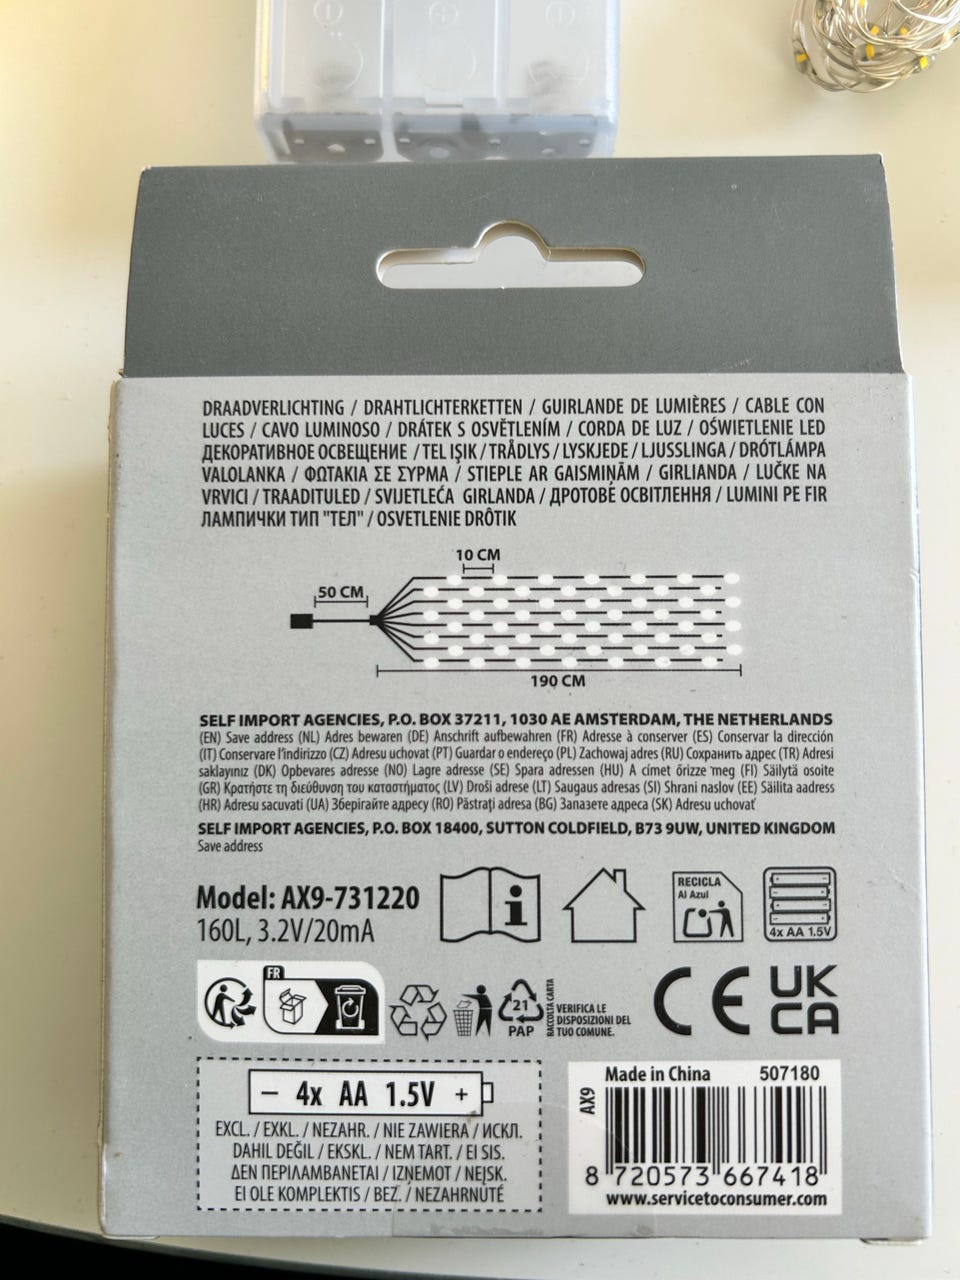 DRAADVERLICHTING / DRAHTLICHTERKETTEN / GUIRLANDE DE LUMIÈRES / CABLE CON
LUCES / CAVO LUMINOSO / DRÁTEK S OSVĚTLENÍM / CORDA DE LUZ / OŚWIETLENIE LED
ДЕКОРАТИВНОЕ ОСВЕЩЕНИЕ / TEL IŞIK / TRÅDLYS / LYSKJEDE / LJUSSLINGA / DRÓTLÁMPA
VALOLANKA / ΦΩΤΑΚΙΑ ΣΕ ΣΥΡΜΑ / STIEPLE AR GAISMIŅĀM / GIRLIANDA / LUČKE NA
VRVICI / TRAADITULED / SVIJETLEĆA GIRLANDA / ДРОТОВЕ ОСВІТЛЕННЯ / LUMINI PE FIR
ЛАМПИЧКИ ТИП "ТЕЛ" / OSVETLENIE DRÔTIK
10 CM
50 CM
190 CM
SELF IMPORT AGENCIES, P.O. BOX 37211, 1030 AE AMSTERDAM, THE NETHERLANDS
(EN) Save address (NL) Adres bewaren (DE) Anschrift aufbewahren (FR) Adresse à conserver (ES) Conservar la dirección
(IT) Conservare l'indirizzo (CZ) Adresu uchovat (PT) Guardar o endereço (PL) Zachowaj adres (RU) Сохранить адрес (TR) Adresi
saklayınız (DK) Opbevares adresse (NO) Lagre adresse (SE) Spara adressen (HU) A címet őrizze meg (FI) Säilytä osoite
(GR) Κρατήστε τη διεύθυνση του καταστήματος (LV) Droši adrese (LT) Saugaus adresas (SI) Shrani naslov (EE) Säilita aadress
(HR) Adresu sacuvati (UA) Зберігайте адресу (RO) Păstrați adresa (BG) Запазете адреса (SK) Adresu uchovať
SELF IMPORT AGENCIES, P.O. BOX 18400, SUTTON COLDFIELD, B73 9UW, UNITED KINGDOM
Save address
Model: AX9-731220
160L, 3.2V/20mA
RECICLA
Al Azul
4x AA 1.5V
FR
21
PAP
RACCOLTA CARTA
VERIFICA LE
DISPOSIZIONI DEL
TUO COMUNE.
CE
UK
CA
− 4x AA 1.5V +
EXCL. / EXKL. / NEZAHR. / NIE ZAWIERA / ИСКЛ.
DAHIL DEĞIL / EKSKL. / NEM TART. / EI SIS.
ΔΕΝ ΠΕΡΙΛΑΜΒΑΝΕΤΑΙ / IZŅEMOT / NEĮSK.
EI OLE KOMPLEKTIS / BEZ. / NEZAHRNUTÉ
AX9
Made in China 507180
8 720573 667418
www.servicetoconsumer.com